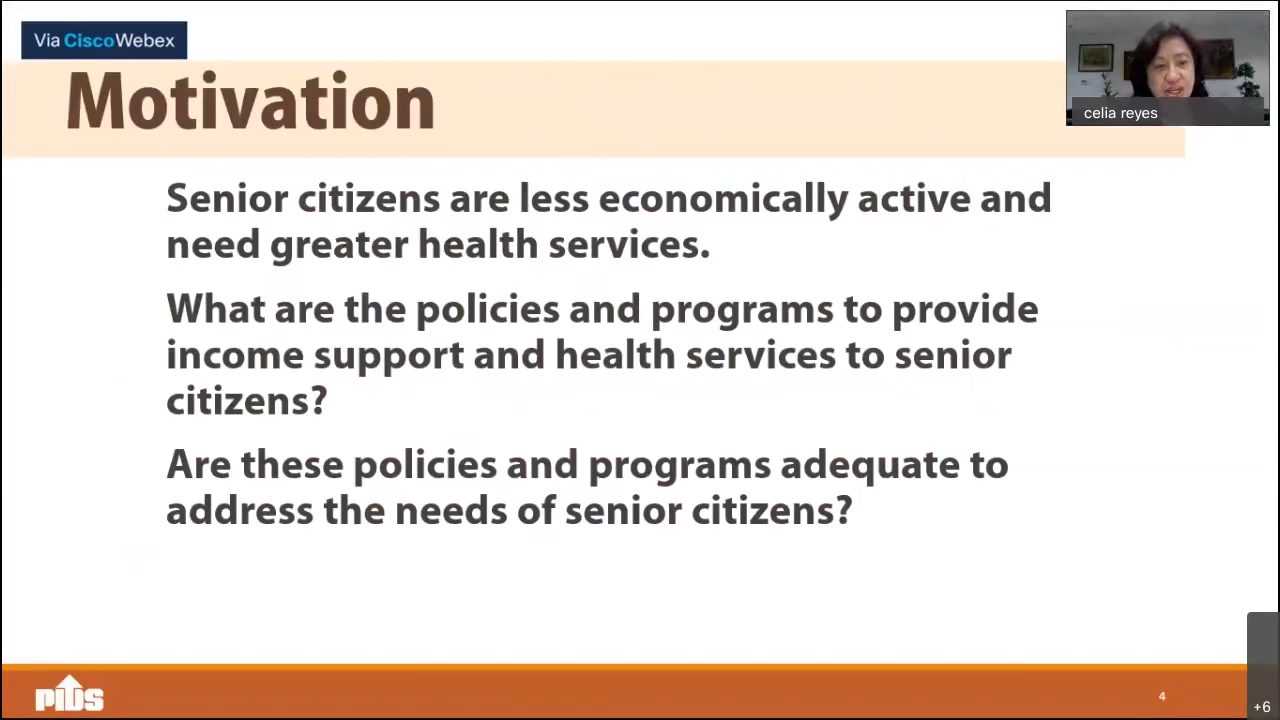 Via Cisco Webex
Motivation
celia reyes
Senior citizens are less economically active and
need greater health services.
What are the policies and programs to provide
income support and health services to senior
citizens?
Are these policies and programs adequate to
address the needs of senior citizens?
PIDS
4
+6